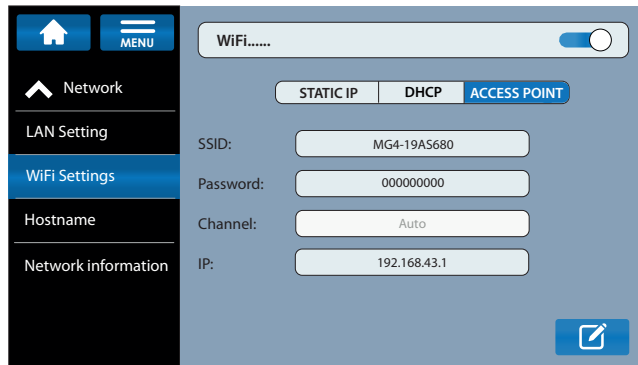 MENU
WiFi......
Network
STATIC IP DHCP ACCESS POINT
LAN Setting
SSID: MG4-19AS680
WiFi Settings
Password: 000000000
Hostname
Channel: Auto
Network information
IP: 192.168.43.1